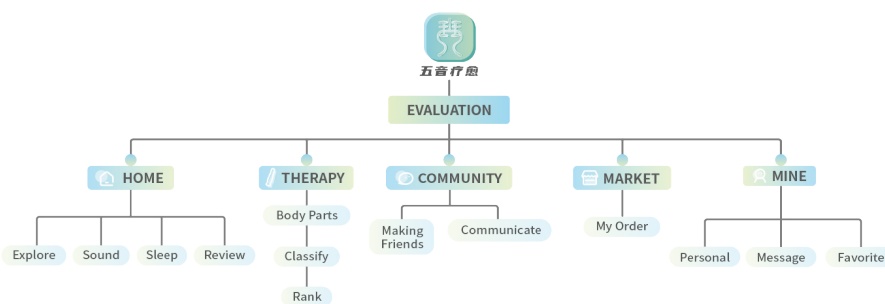 五音疗愈
EVALUATION
HOME
THERAPY
COMMUNITY
MARKET
MINE
Body Parts
Making
Friends
Communicate
My Order
Explore
Sound
Sleep
Review
Classify
Personal
Message
Favorite
Rank